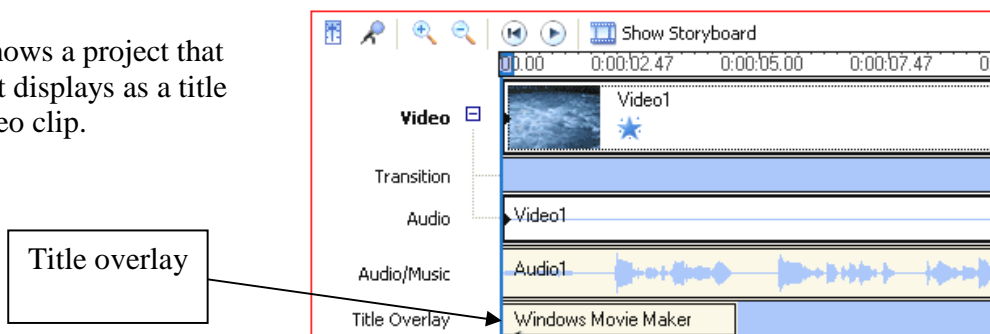 hows a project that
t displays as a title
eo clip.
Title overlay
Show Storyboard
0.00 0:00:02.47 0:00:05.00 0:00:07.47 0
Video
Video1
Transition
Audio
Video1
Audio/Music
Audio1
Title Overlay
Windows Movie Maker